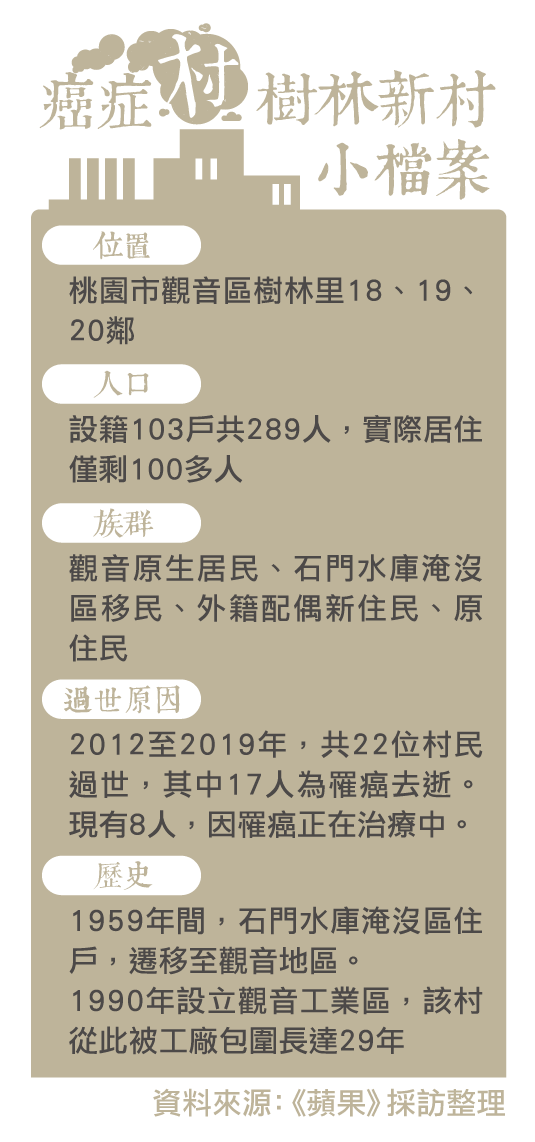 癌症村樹林新村
小檔案
位置
桃園市觀音區樹林里18、19、
20鄰
人口
設籍103戶共289人，實際居住
僅剩100多人
族群
觀音原生居民、石門水庫淹沒
區移民、外籍配偶新住民、原
住民
過世原因
2012至2019年，共22位村民
過世，其中17人為罹癌去逝。
現有8人，因罹癌正在治療中。
歷史
1959年間，石門水庫淹沒區住
戶，遷移至觀音地區。
1990年設立觀音工業區，該村
從此被工廠包圍長達29年
資料來源：《蘋果》採訪整理